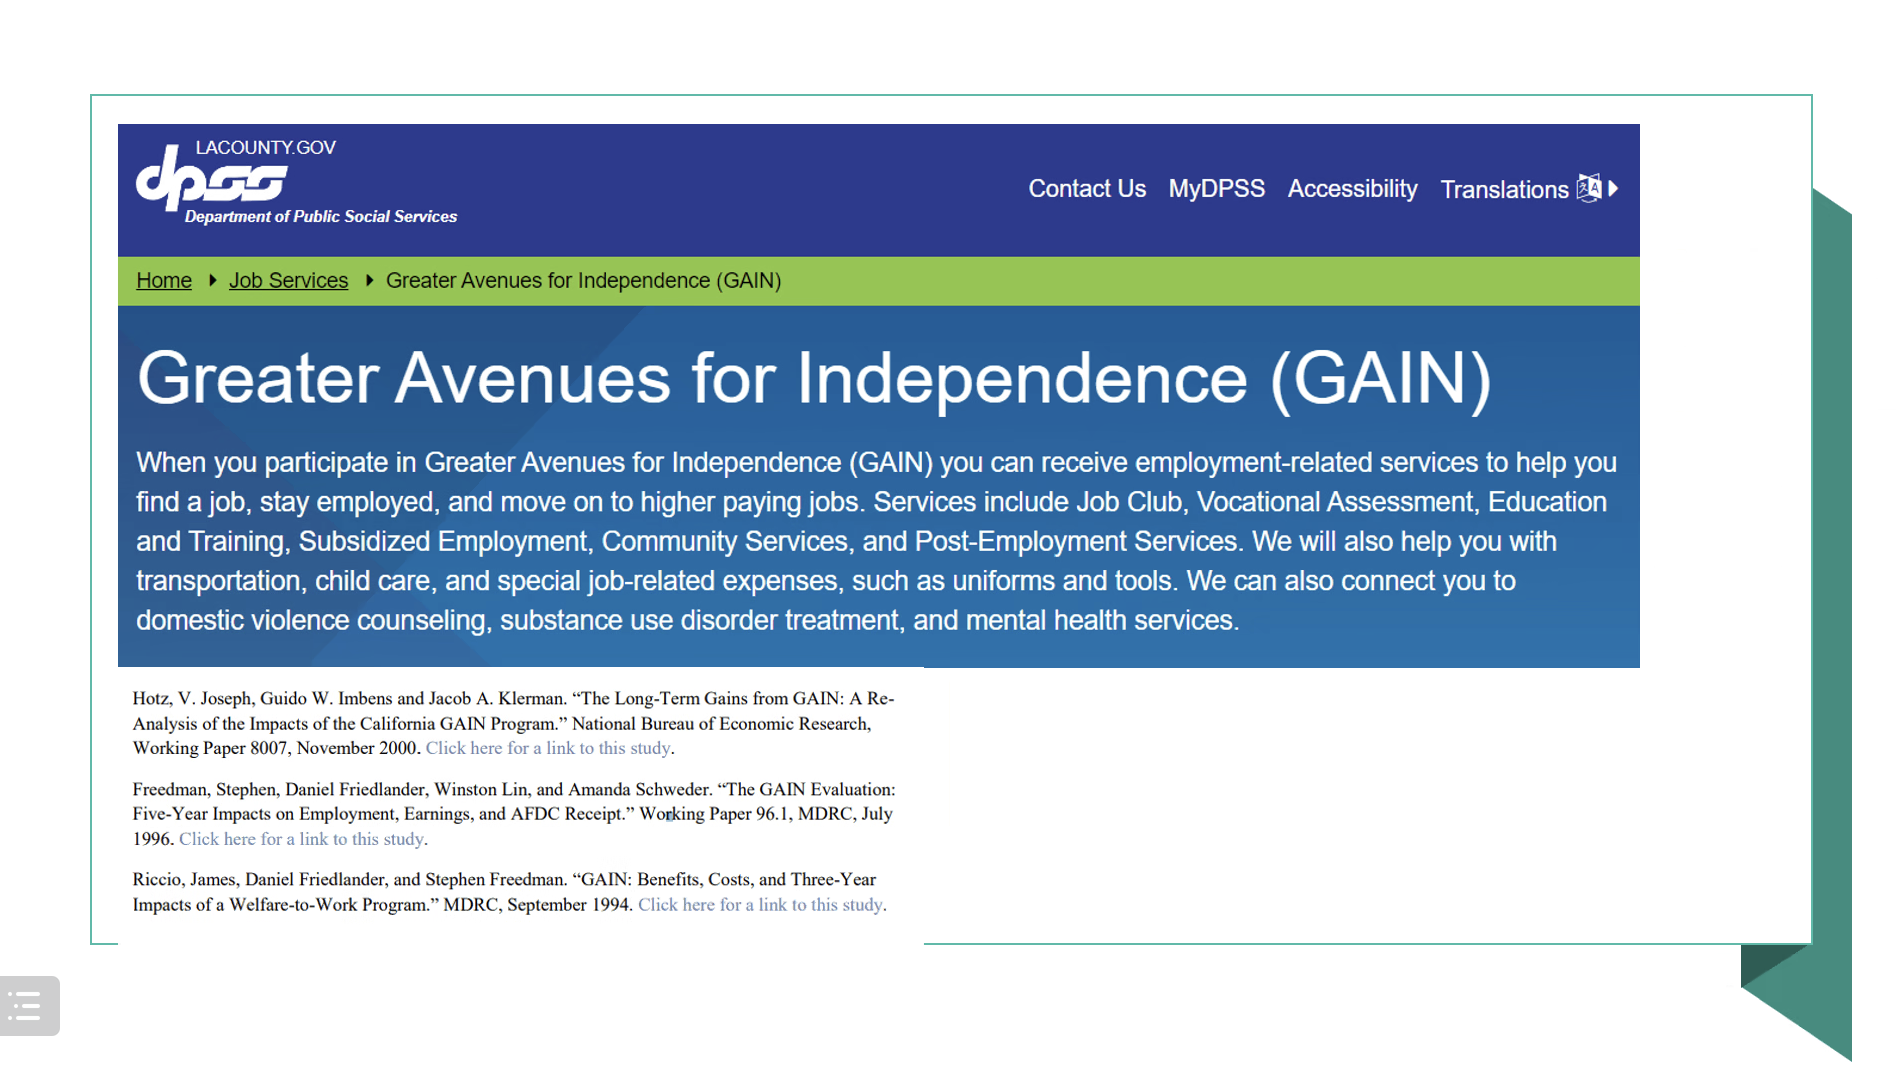 LACOUNTY.GOV
dpss
Department of Public Social Services
Contact Us MyDPSS Accessibility Translations
Home Job Services Greater Avenues for Independence (GAIN)
Greater Avenues for Independence (GAIN)
When you participate in Greater Avenues for Independence (GAIN) you can receive employment-related services to help you
find a job, stay employed, and move on to higher paying jobs. Services include Job Club, Vocational Assessment, Education
and Training, Subsidized Employment, Community Services, and Post-Employment Services. We will also help you with
transportation, child care, and special job-related expenses, such as uniforms and tools. We can also connect you to
domestic violence counseling, substance use disorder treatment, and mental health services.
Hotz, V. Joseph, Guido W. Imbens and Jacob A. Klerman. “The Long-Term Gains from GAIN: A Re-
Analysis of the Impacts of the California GAIN Program.” National Bureau of Economic Research,
Working Paper 8007, November 2000. Click here for a link to this study.
Freedman, Stephen, Daniel Friedlander, Winston Lin, and Amanda Schweder. “The GAIN Evaluation:
Five-Year Impacts on Employment, Earnings, and AFDC Receipt.” Working Paper 96.1, MDRC, July
1996. Click here for a link to this study.
Riccio, James, Daniel Friedlander, and Stephen Freedman. “GAIN: Benefits, Costs, and Three-Year
Impacts of a Welfare-to-Work Program.” MDRC, September 1994. Click here for a link to this study.